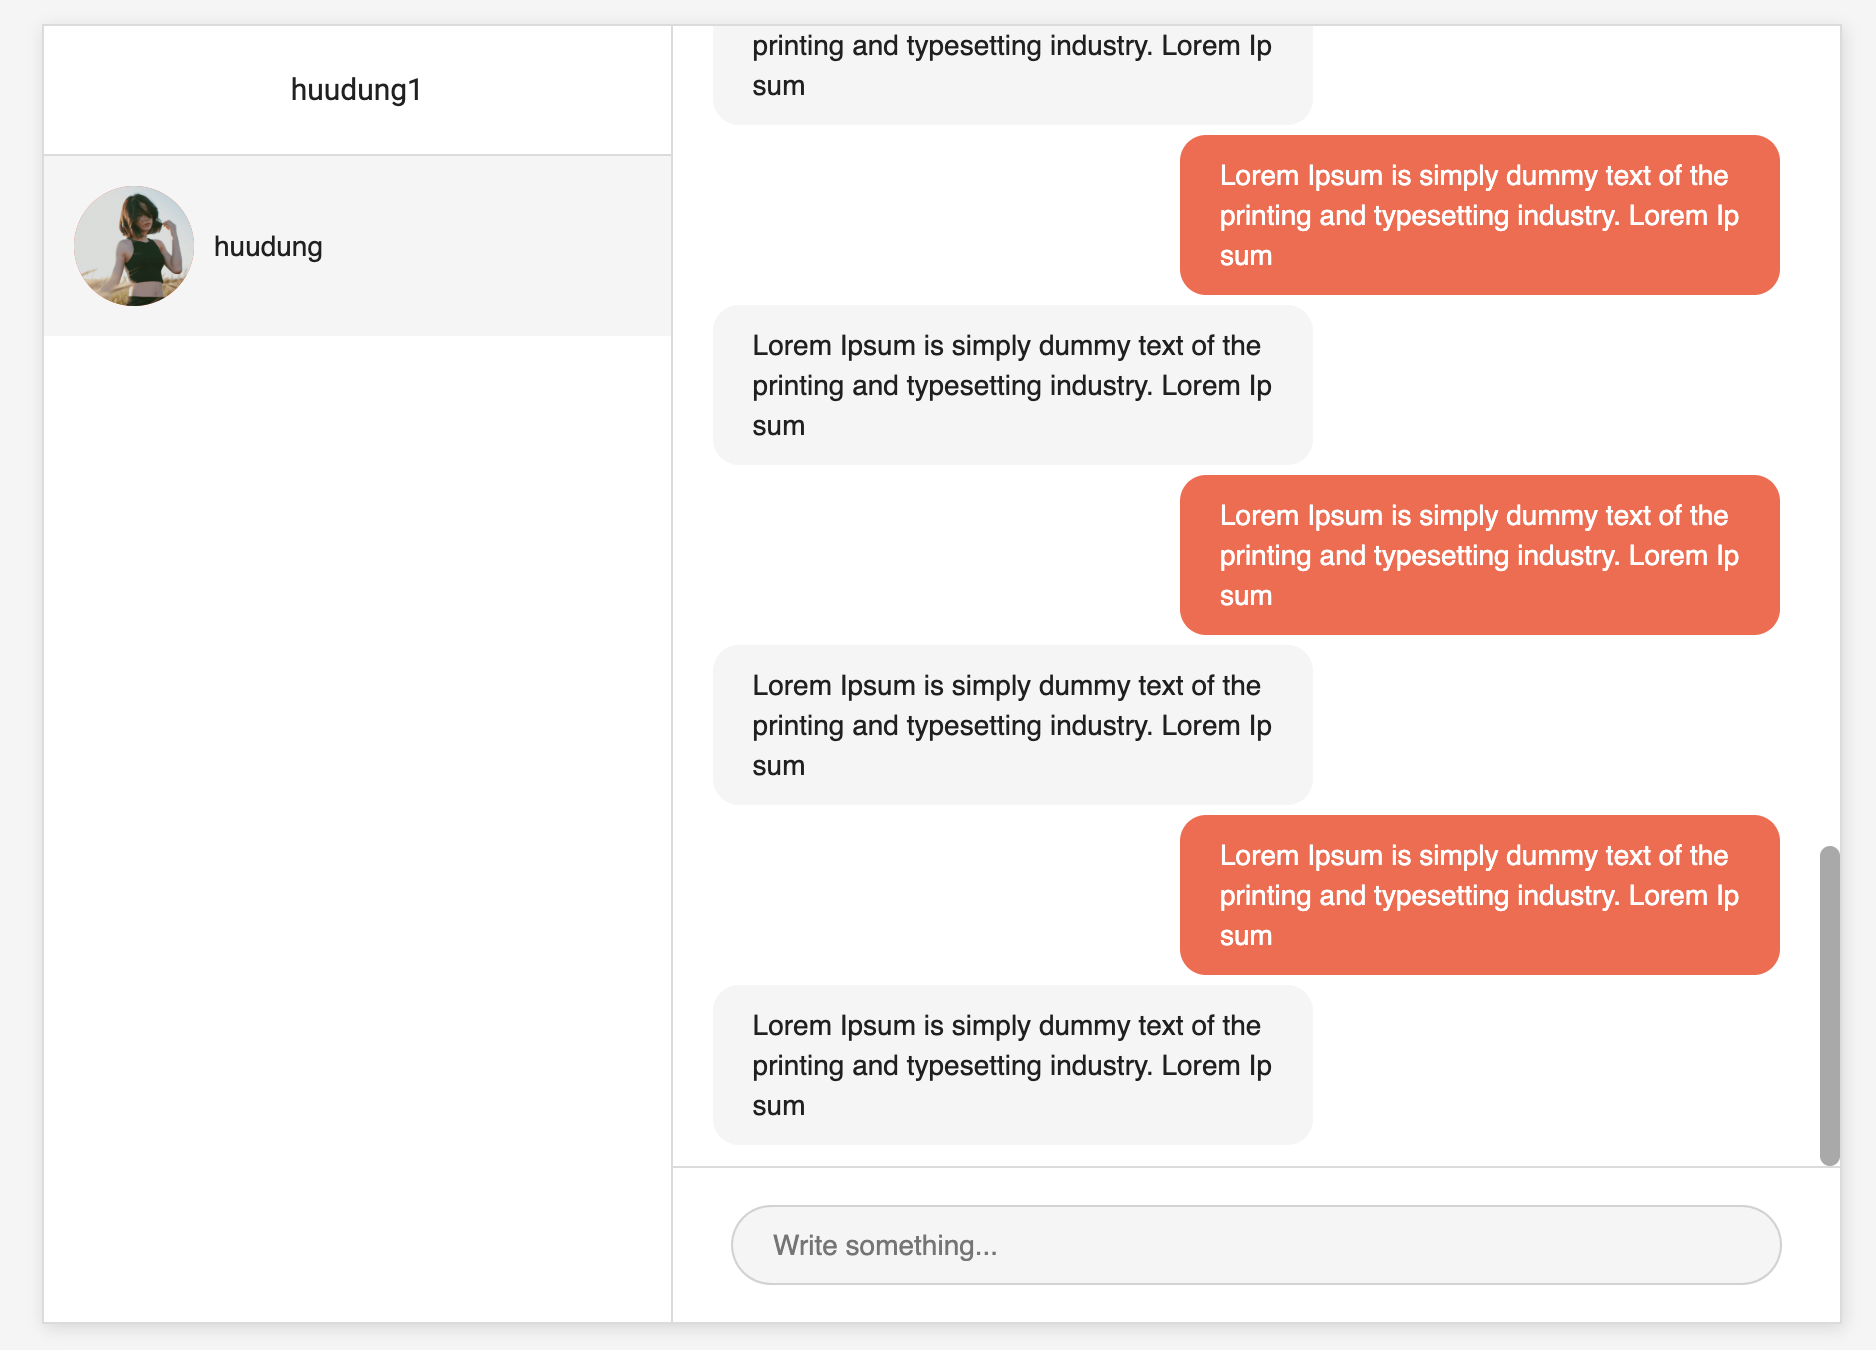 huudung1
huudung
printing and typesetting industry. Lorem Ip
sum
Lorem Ipsum is simply dummy text of the
printing and typesetting industry. Lorem Ip
sum
Lorem Ipsum is simply dummy text of the
printing and typesetting industry. Lorem Ip
sum
Lorem Ipsum is simply dummy text of the
printing and typesetting industry. Lorem Ip
sum
Lorem Ipsum is simply dummy text of the
printing and typesetting industry. Lorem Ip
sum
Lorem Ipsum is simply dummy text of the
printing and typesetting industry. Lorem Ip
sum
Lorem Ipsum is simply dummy text of the
printing and typesetting industry. Lorem Ip
sum
Write something...